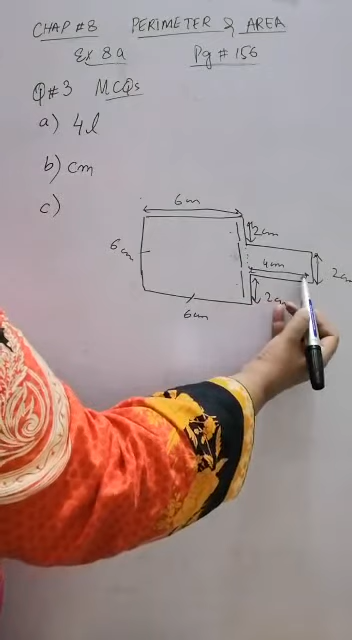 CHAP #8 PERIMETER & AREA
Ex 8a Pg # 156
Q#3 MCQs
a) 4l
b) cm
c)
6cm
2cm
6cm
4cm
2cm
2cm
6cm